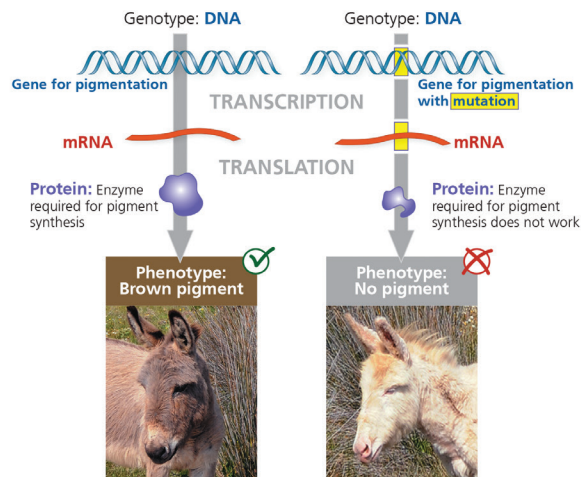 Genotype: DNA
Gene for pigmentation
TRANSCRIPTION
mRNA
TRANSLATION
Protein: Enzyme
required for pigment
synthesis
Phenotype:
Brown pigment
Genotype: DNA
Gene for pigmentation
with mutation
mRNA
Protein: Enzyme
required for pigment
synthesis does not work
Phenotype:
No pigment